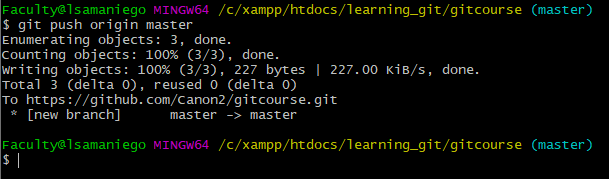 Faculty@lsamaniego MINGW64 /c/xampp/htdocs/learning_git/gitcourse (master)
$ git push origin master
Enumerating objects: 3, done.
Counting objects: 100% (3/3), done.
Writing objects: 100% (3/3), 227 bytes | 227.00 KiB/s, done.
Total 3 (delta 0), reused 0 (delta 0)
To https://github.com/Canon2/gitcourse.git
 * [new branch]      master -> master

Faculty@lsamaniego MINGW64 /c/xampp/htdocs/learning_git/gitcourse (master)
$